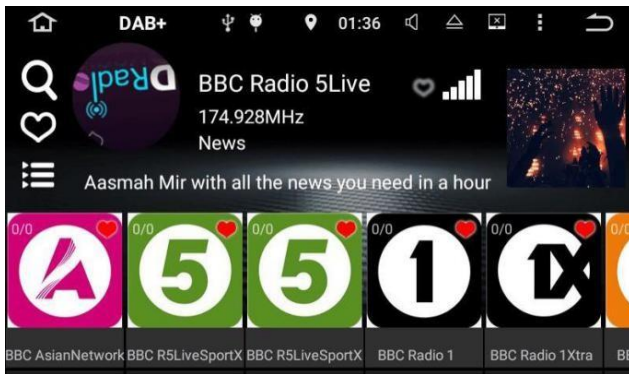 DAB+
01:36
BBC Radio 5Live
174.928MHz
News
Aasmah Mir with all the news you need in a hour
0/0
0/0
0/0
0/0
0/0
0/0
5
5
1
1X
BBC AsianNetwork
BBC R5LiveSportX
BBC R5LiveSportX
BBC Radio 1
BBC Radio 1Xtra